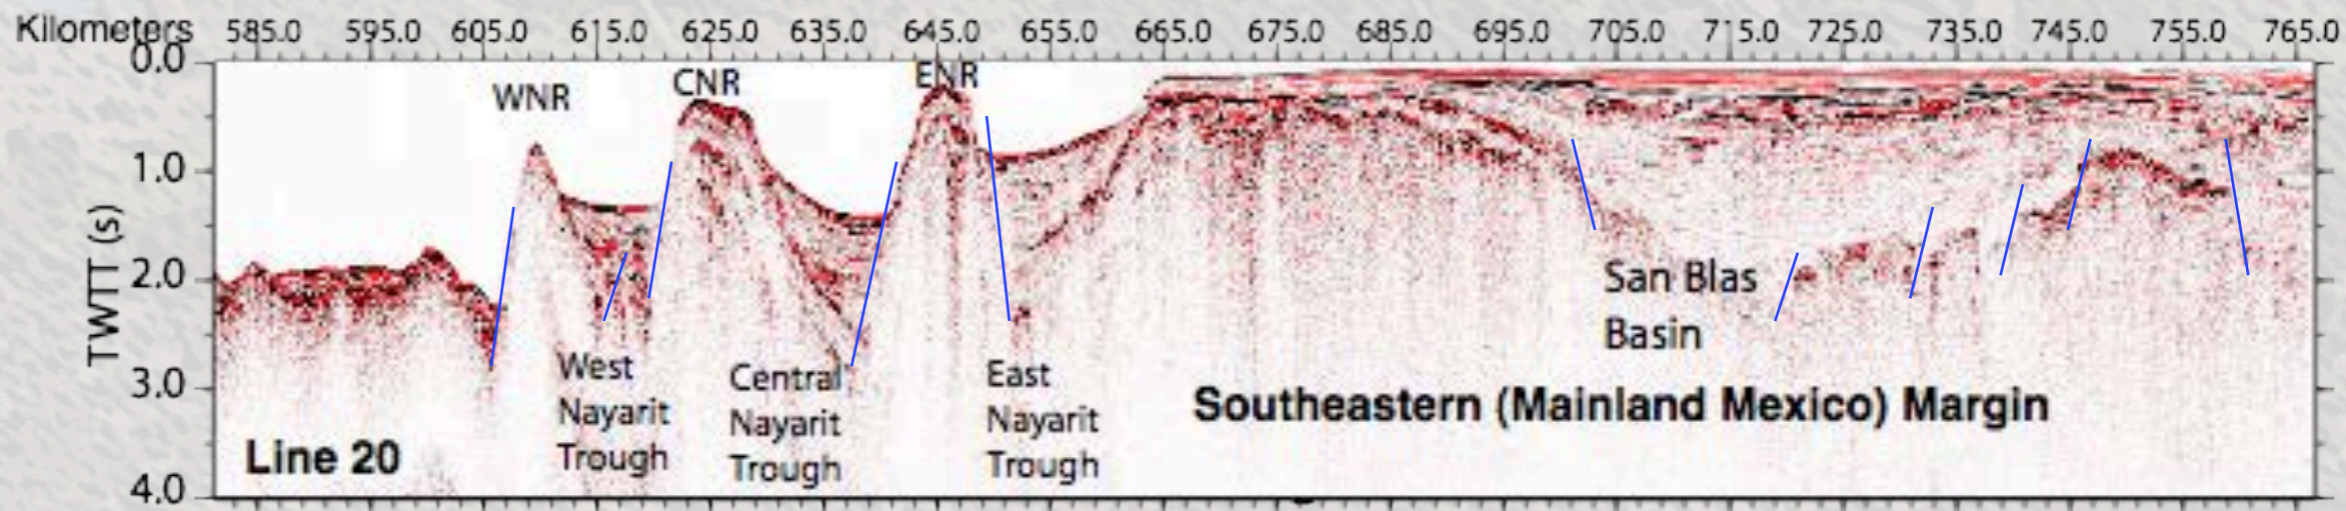 Kilometers 585.0 595.0 605.0 615.0 625.0 635.0 645.0 655.0 665.0 675.0 685.0 695.0 705.0 715.0 725.0 735.0 745.0 755.0 765.0
0.0
WNR CNR ENR
1.0
TWTT (s)
2.0
3.0
4.0
West
Nayarit
Trough
Central
Nayarit
Trough
East
Nayarit
Trough
San Blas
Basin
Southeastern (Mainland Mexico) Margin
Line 20